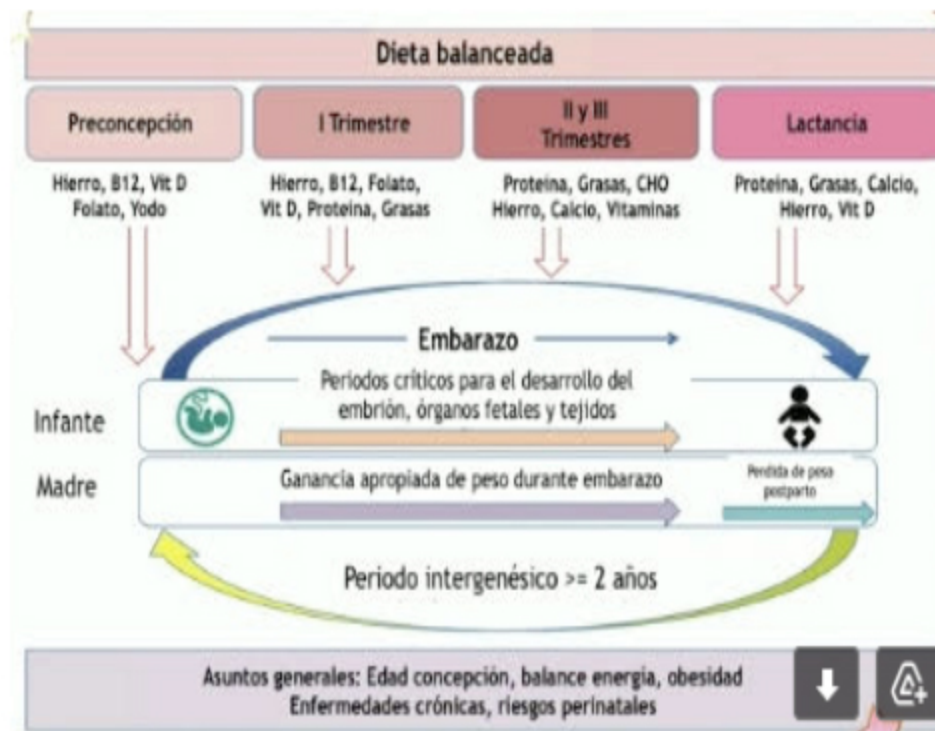 Dieta balanceada
Preconcepción
I Trimestre
II y III
Trimestres
Lactancia
Hierro, B12, Vit D
Folato, Yodo
Hierro, B12, Folato,
Vit D, Proteína, Grasas
Proteína, Grasas, CHO
Hierro, Calcio, Vitaminas
Proteína, Grasas, Calcio,
Hierro, Vit D
Embarazo
Periodos críticos para el desarrollo del
embrión, órganos fetales y tejidos
Infante
Madre
Ganancia apropiada de peso durante embarazo
Perdida de peso
postparto
Periodo intergenésico >= 2 años
Asuntos generales: Edad concepción, balance energía, obesidad
Enfermedades crónicas, riesgos perinatales